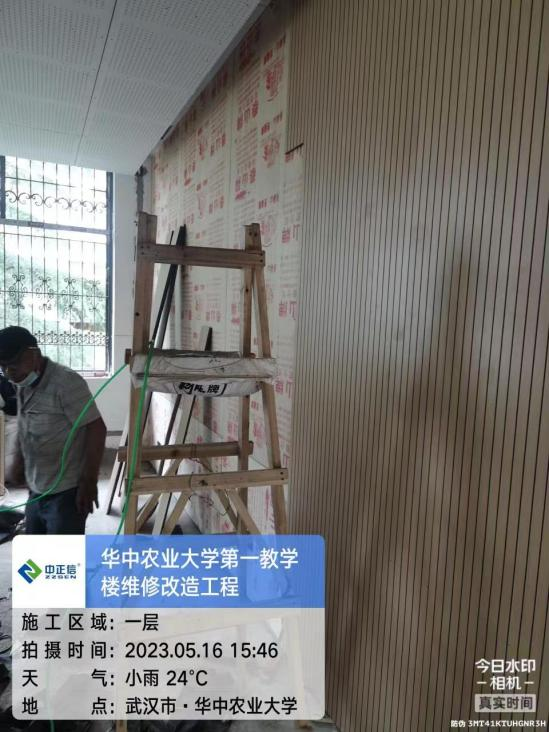 中正信®
ZZSEN
华中农业大学第一教学
楼维修改造工程
施工区域: 一层
拍摄时间: 2023.05.16 15:46
天气: 小雨 24℃
地点: 武汉市·华中农业大学
今日水印
-相机-
真实时间
防伪 3MT41KTUHGNR3H